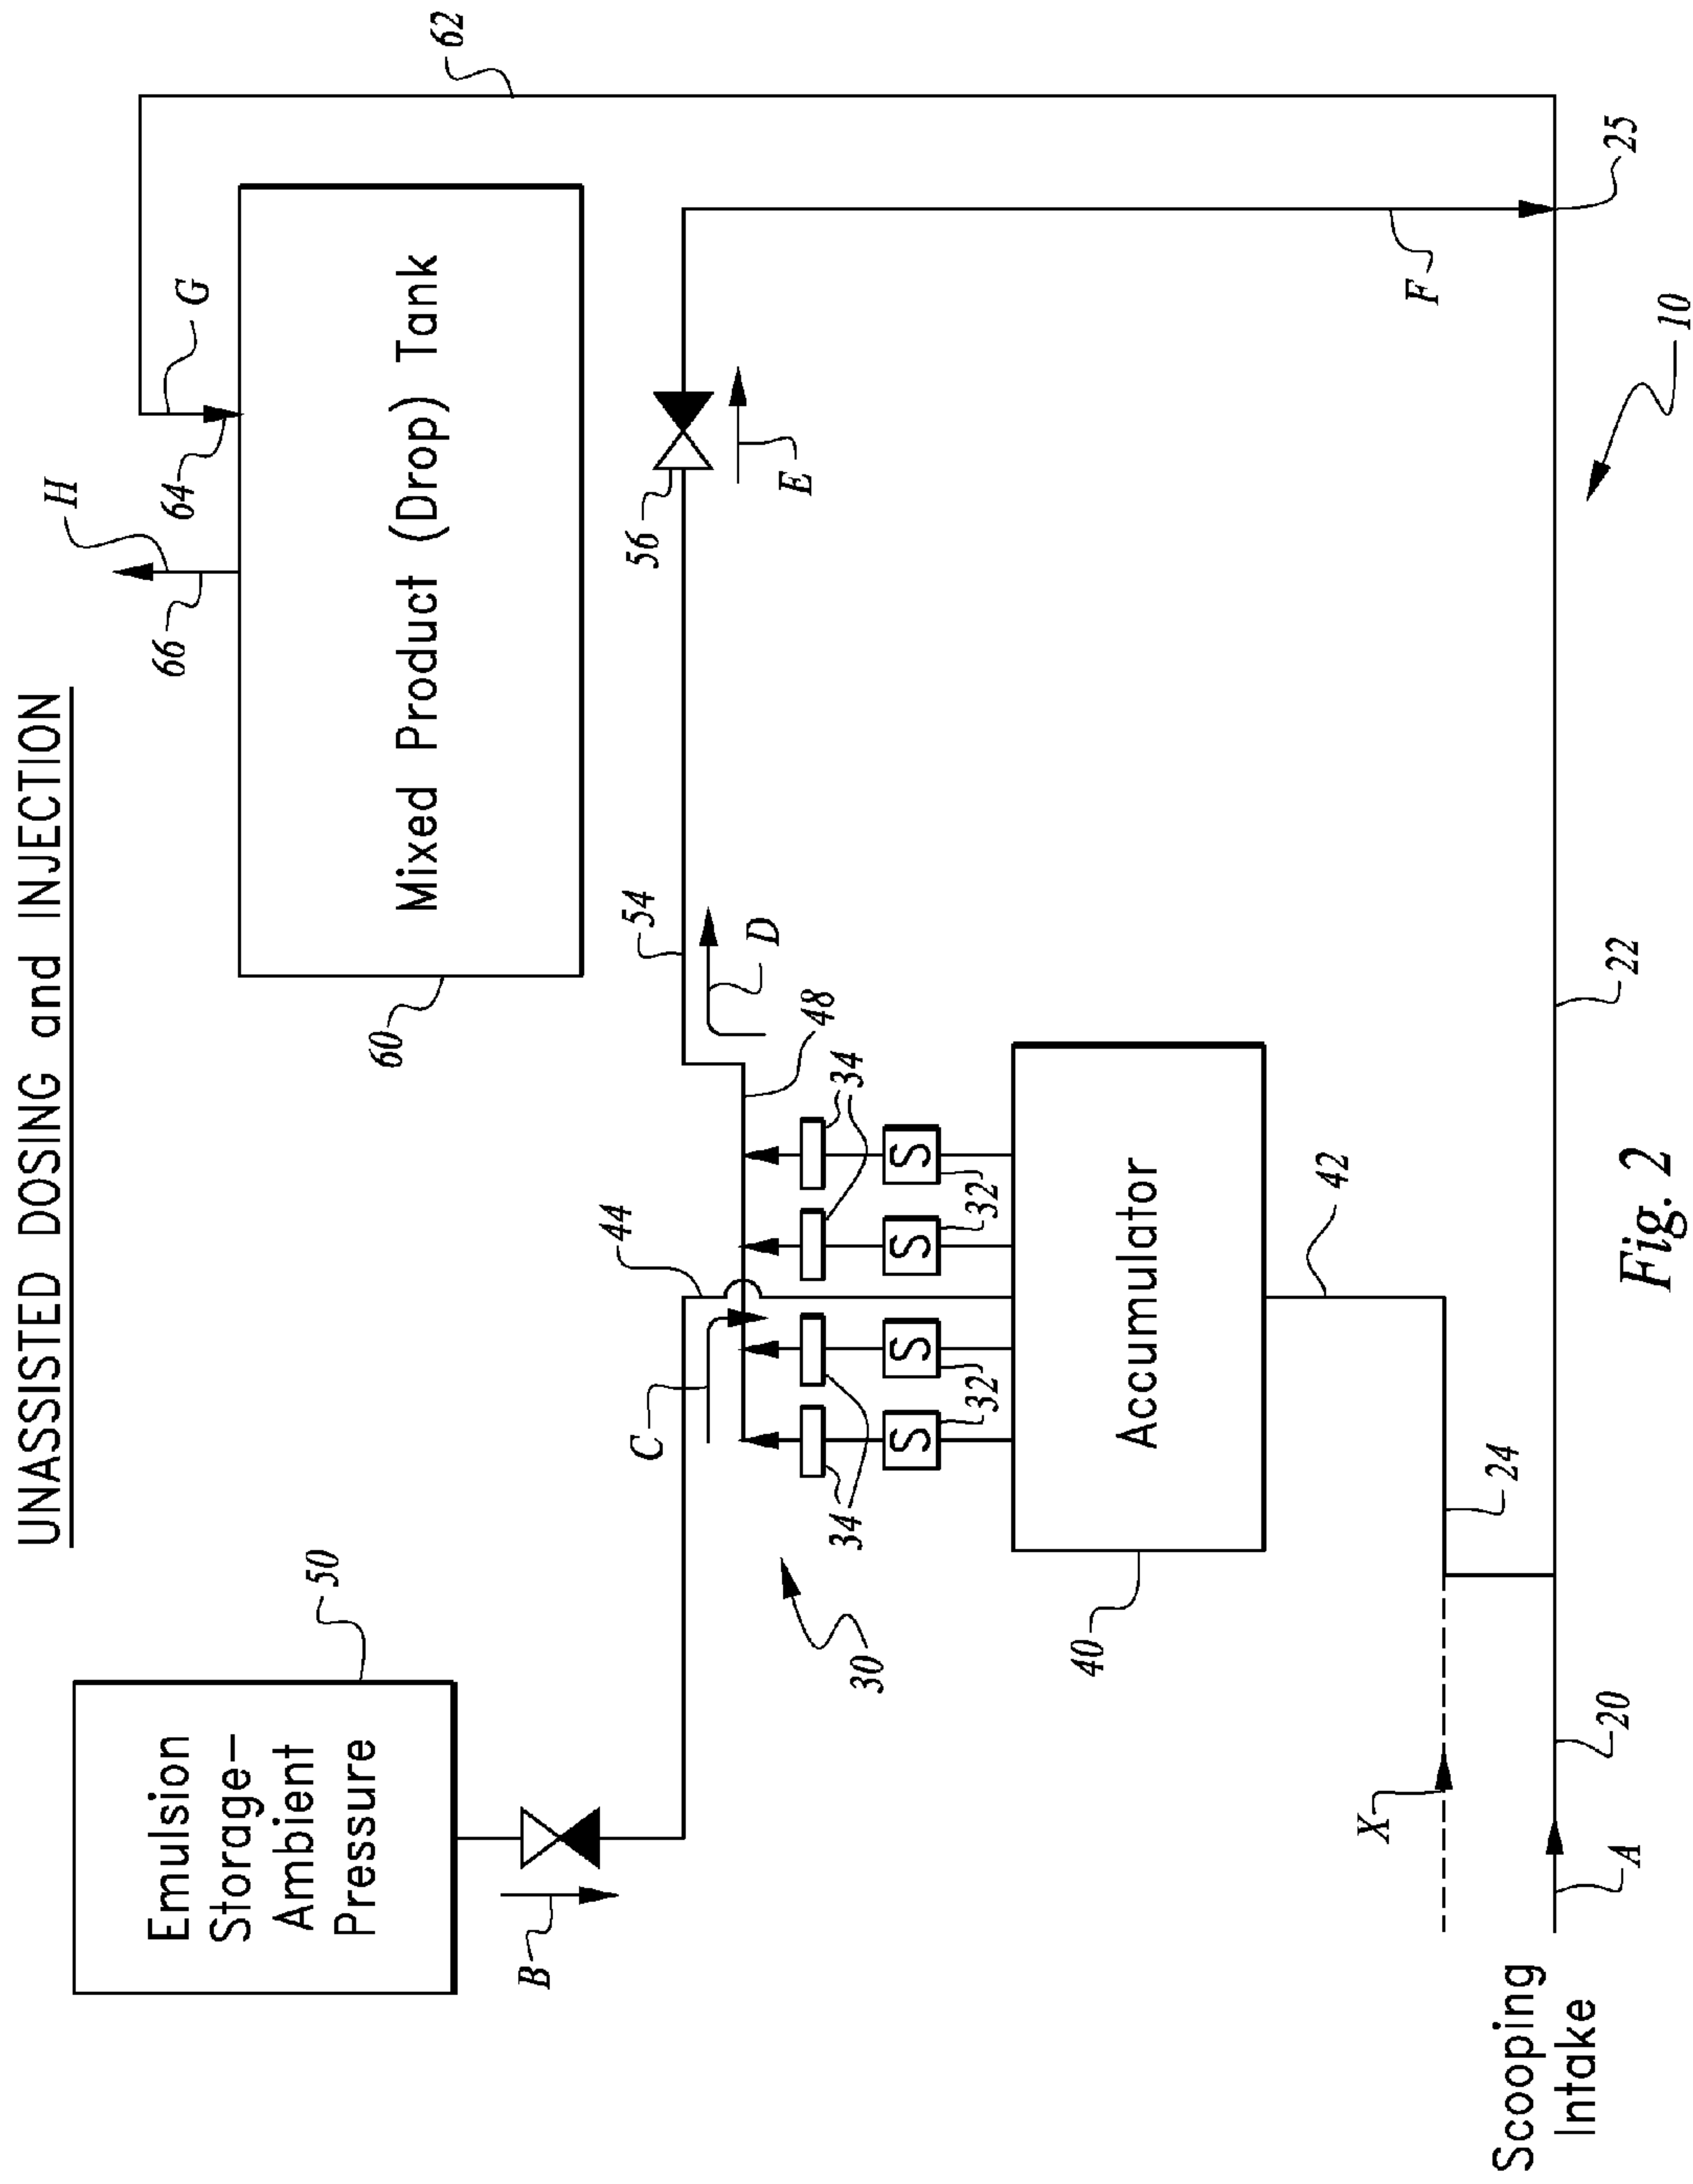 UNASSISTED DOSING and INJECTION
Emulsion
Storage-
Ambient
Pressure
50
B
Mixed Product (Drop) Tank
60
66
H
64
G
62
C
44
54
D
48
56
E
34
34
32
32
30
Accumulator
40
42
24
X
F
Scooping
Intake
A
20
22
25
10
Fig. 2
S
S
S
S